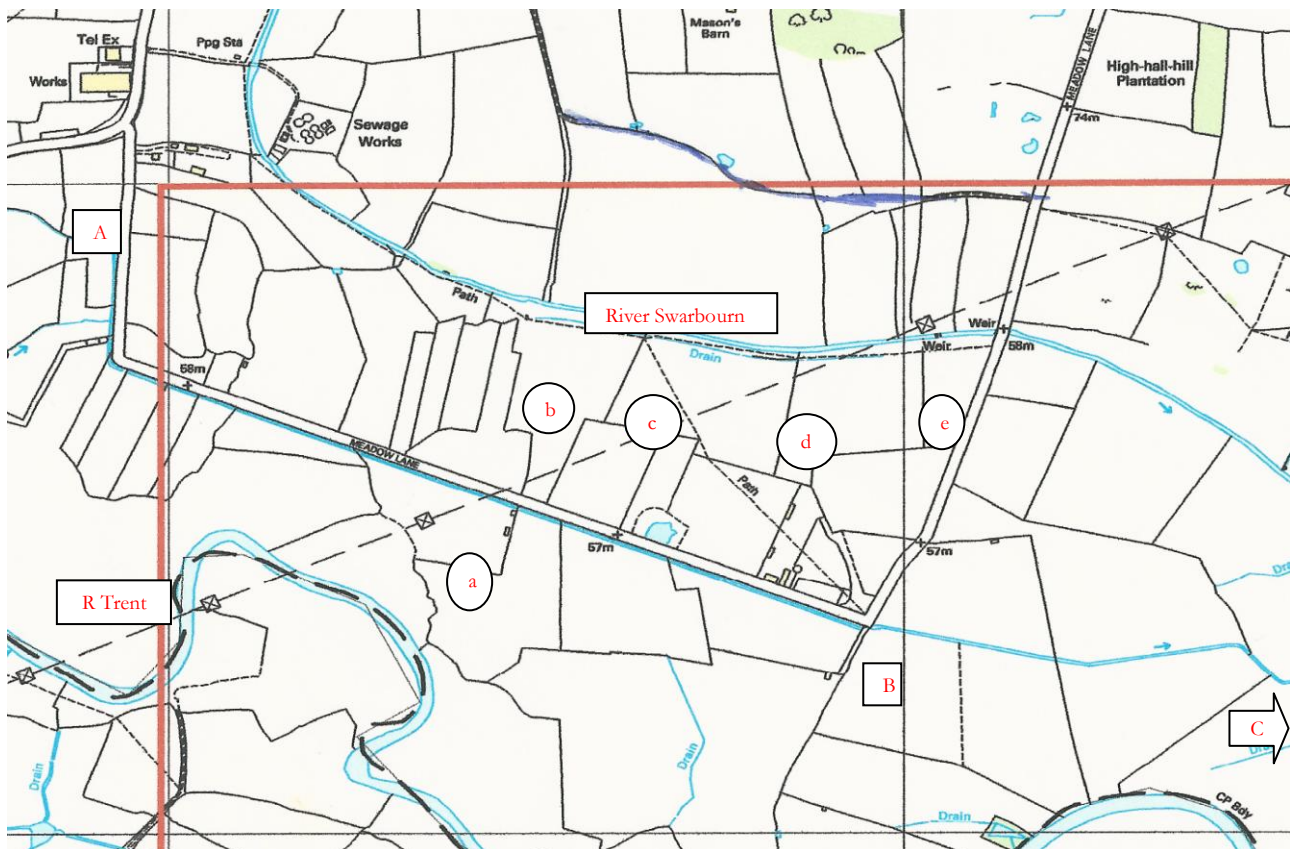 Tel Ex
Works
Ppg Sta
Sewage
Works
Mason's
Barn
MEADOW LANE
High-hall-hill
Plantation
74m
A
Path
River Swarbourn
Drain
Weir
Weir
58m
58m
MEADOW LANE
b
c
d
e
Path
57m
57m
a
R Trent
B
C
Drain
Drain
Drain
CP Bdy